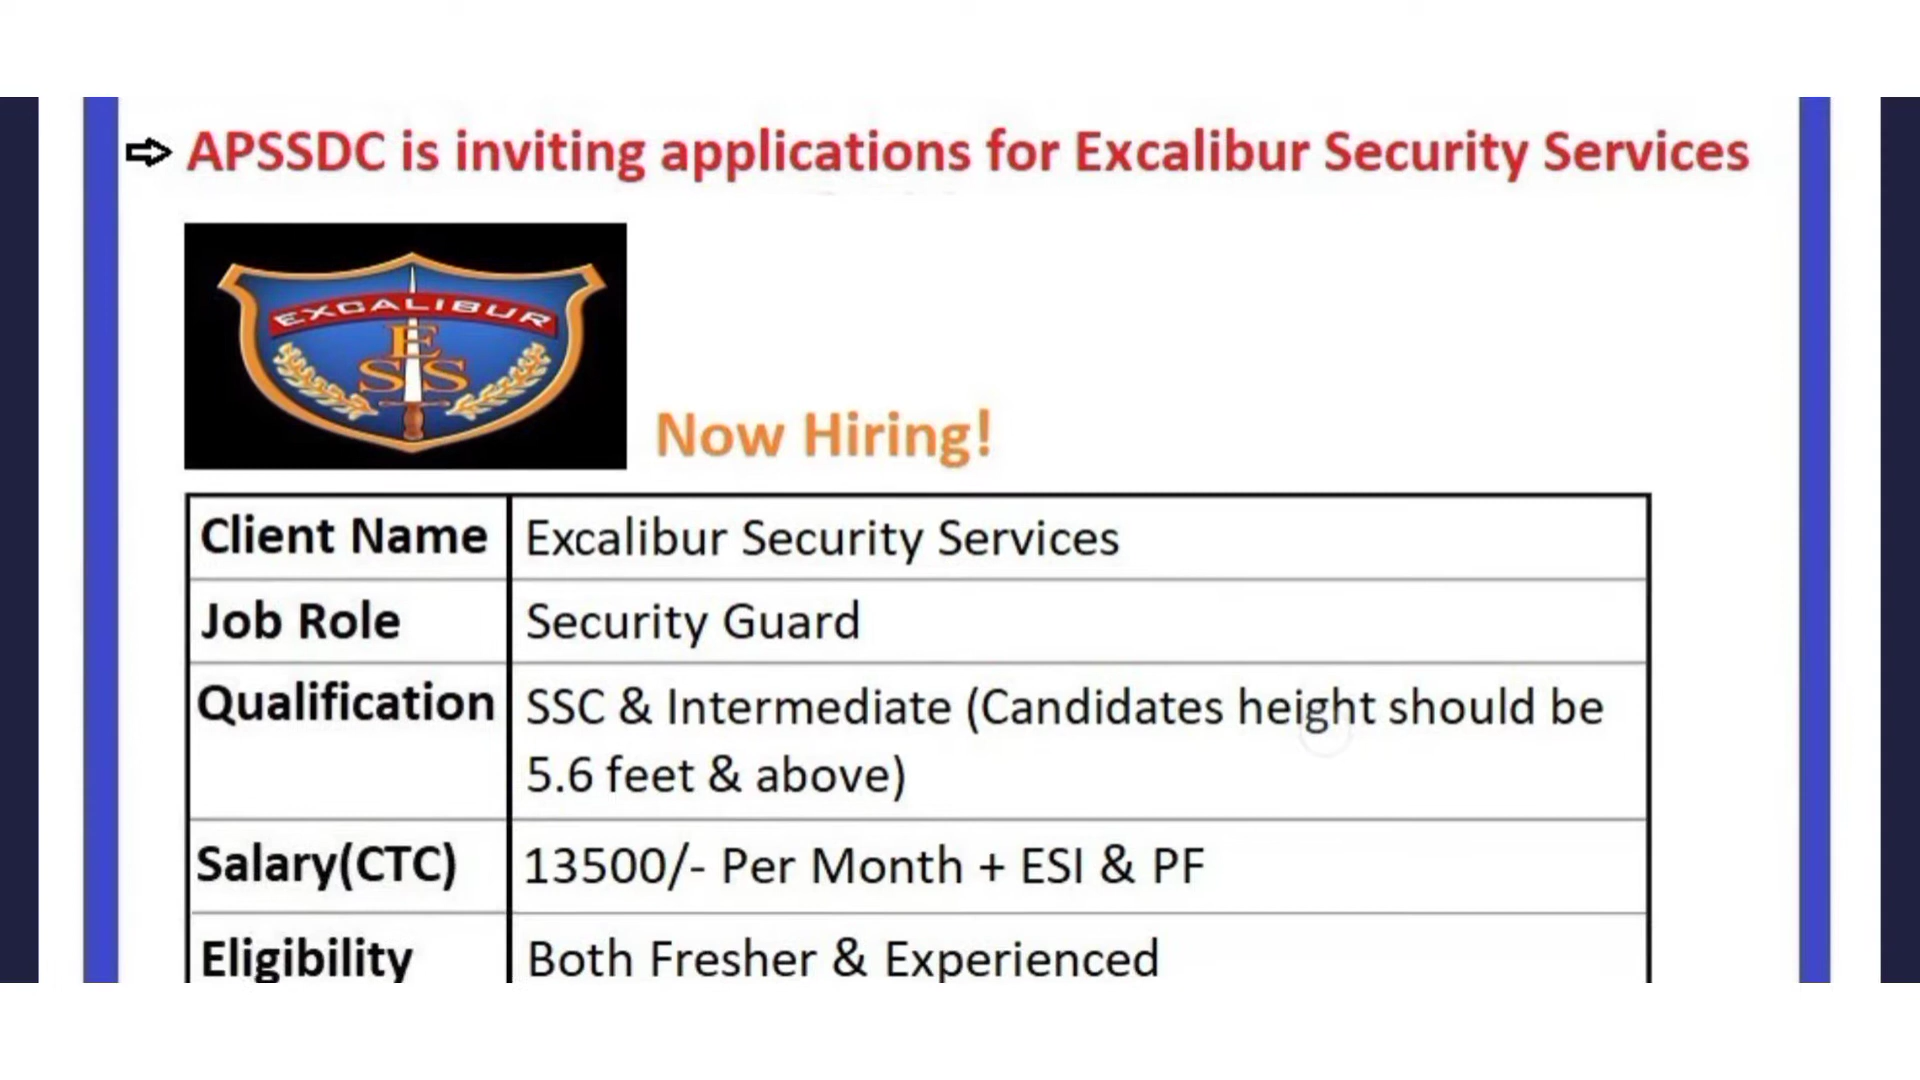 ⇨ APSSDC is inviting applications for Excalibur Security Services
EXCALIBUR
E
SS
Now Hiring!
Client Name Excalibur Security Services
Job Role Security Guard
Qualification SSC & Intermediate (Candidates height should be
5.6 feet & above)
Salary(CTC) 13500/- Per Month + ESI & PF
Eligibility Both Fresher & Experienced